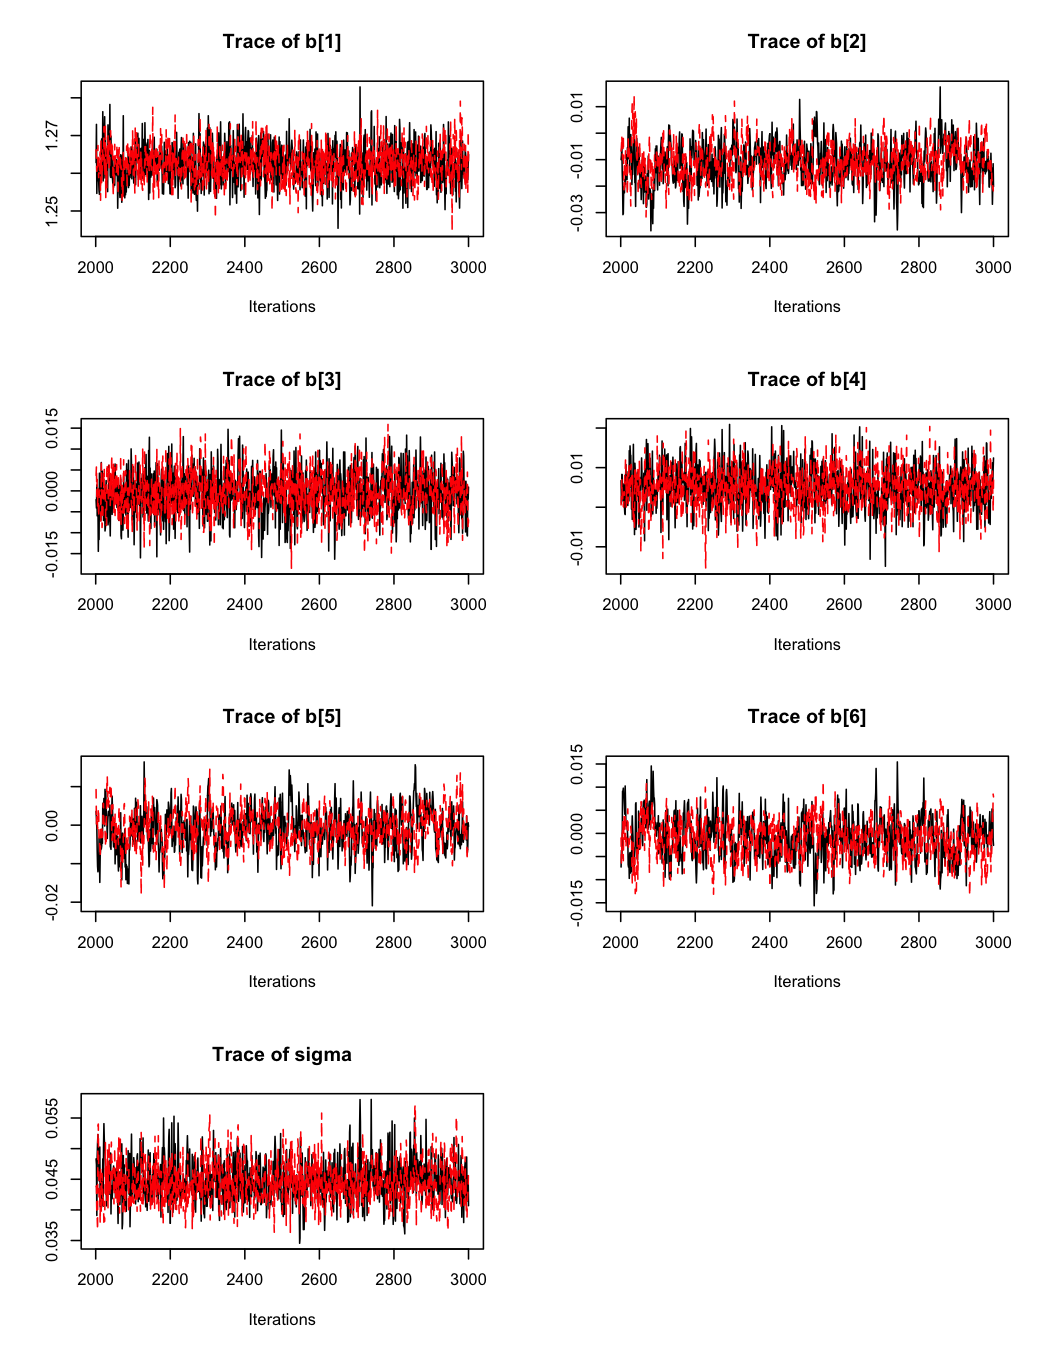 Trace of b[1]
1.27
1.25
2000 2200 2400 2600 2800 3000
Iterations
Trace of b[2]
0.01
-0.01
-0.03
2000 2200 2400 2600 2800 3000
Iterations
Trace of b[3]
0.015
0.000
-0.015
2000 2200 2400 2600 2800 3000
Iterations
Trace of b[4]
0.01
-0.01
2000 2200 2400 2600 2800 3000
Iterations
Trace of b[5]
0.00
-0.02
2000 2200 2400 2600 2800 3000
Iterations
Trace of b[6]
0.015
0.000
-0.015
2000 2200 2400 2600 2800 3000
Iterations
Trace of sigma
0.055
0.045
0.035
2000 2200 2400 2600 2800 3000
Iterations